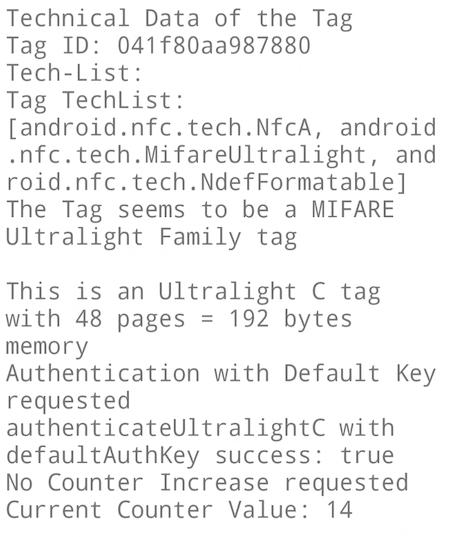 Technical Data of the Tag
Tag ID: 041f80aa987880
Tech-List:
Tag TechList:
[android.nfc.tech.NfcA, android
.nfc.tech.MifareUltralight, and
roid.nfc.tech.NdefFormatable]
The Tag seems to be a MIFARE
Ultralight Family tag

This is an Ultralight C tag
with 48 pages = 192 bytes
memory
Authentication with Default Key
requested
authenticateUltralightC with
defaultAuthKey success: true
No Counter Increase requested
Current Counter Value: 14